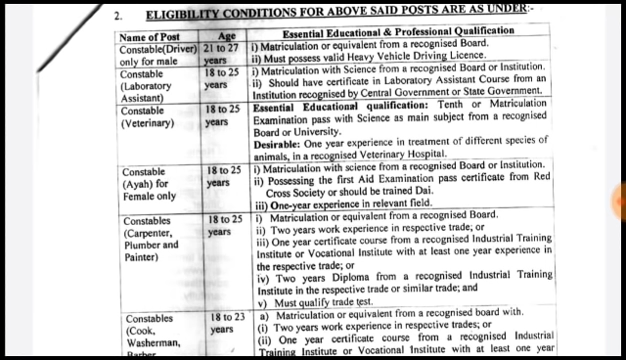 2. ELIGIBILITY CONDITIONS FOR ABOVE SAID POSTS ARE AS UNDER:-
Name of Post Age Essential Educational & Professional Qualification
Constable(Driver) only for male 21 to 27 years i) Matriculation or equivalent from a recognised Board.
ii) Must possess valid Heavy Vehicle Driving Licence.
Constable (Laboratory Assistant) 18 to 25 years i) Matriculation with Science from a recognised Board or Institution.
ii) Should have certificate in Laboratory Assistant Course from an
Institution recognised by Central Government or State Government.
Constable (Veterinary) 18 to 25 years Essential Educational qualification: Tenth or Matriculation
Examination pass with Science as main subject from a recognised
Board or University.
Desirable: One year experience in treatment of different species of
animals, in a recognised Veterinary Hospital.
Constable (Ayah) for Female only 18 to 25 years i) Matriculation with science from a recognised Board or Institution.
ii) Possessing the first Aid Examination pass certificate from Red
Cross Society or should be trained Dai.
iii) One-year experience in relevant field.
Constables (Carpenter, Plumber and Painter) 18 to 25 years i) Matriculation or equivalent from a recognised Board.
ii) Two years work experience in respective trade; or
iii) One year certificate course from a recognised Industrial Training
Institute or Vocational Institute with at least one year experience in
the respective trade; or
iv) Two years Diploma from a recognised Industrial Training
Institute in the respective trade or similar trade; and
v) Must qualify trade test.
Constables (Cook, Washerman, Barber 18 to 23 years a) Matriculation or equivalent from a recognised board with.
(i) Two years work experience in respective trades; or
(ii) One year certificate course from a recognised Industrial
Training Institute or Vocational Institute with at least one year